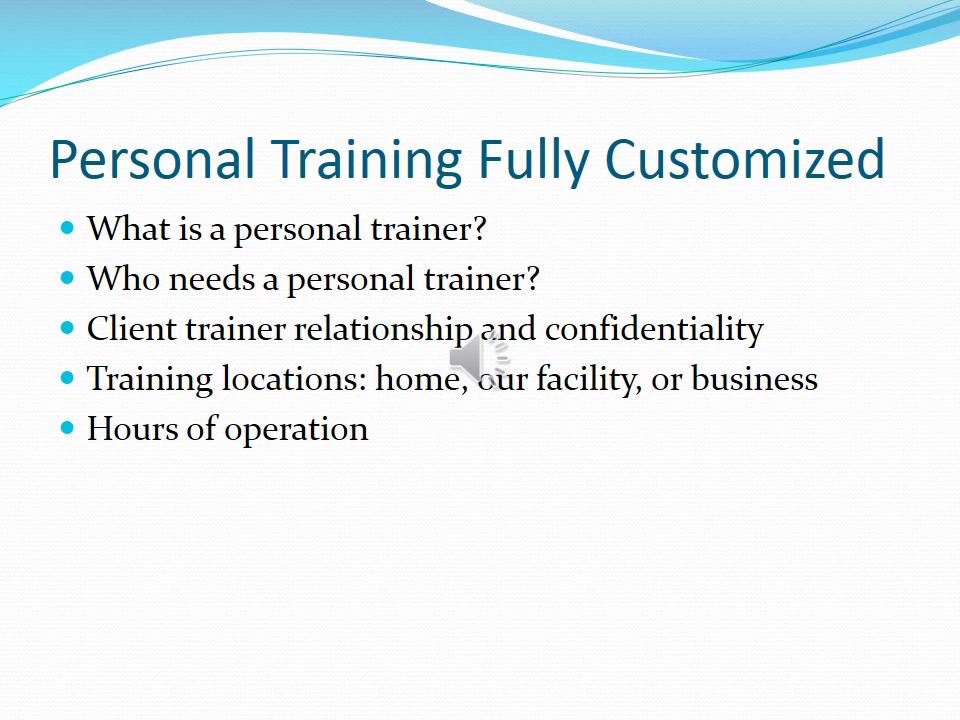 Personal Training Fully Customized
What is a personal trainer?
Who needs a personal trainer?
Client trainer relationship and confidentiality
Training locations: home, our facility, or business
Hours of operation